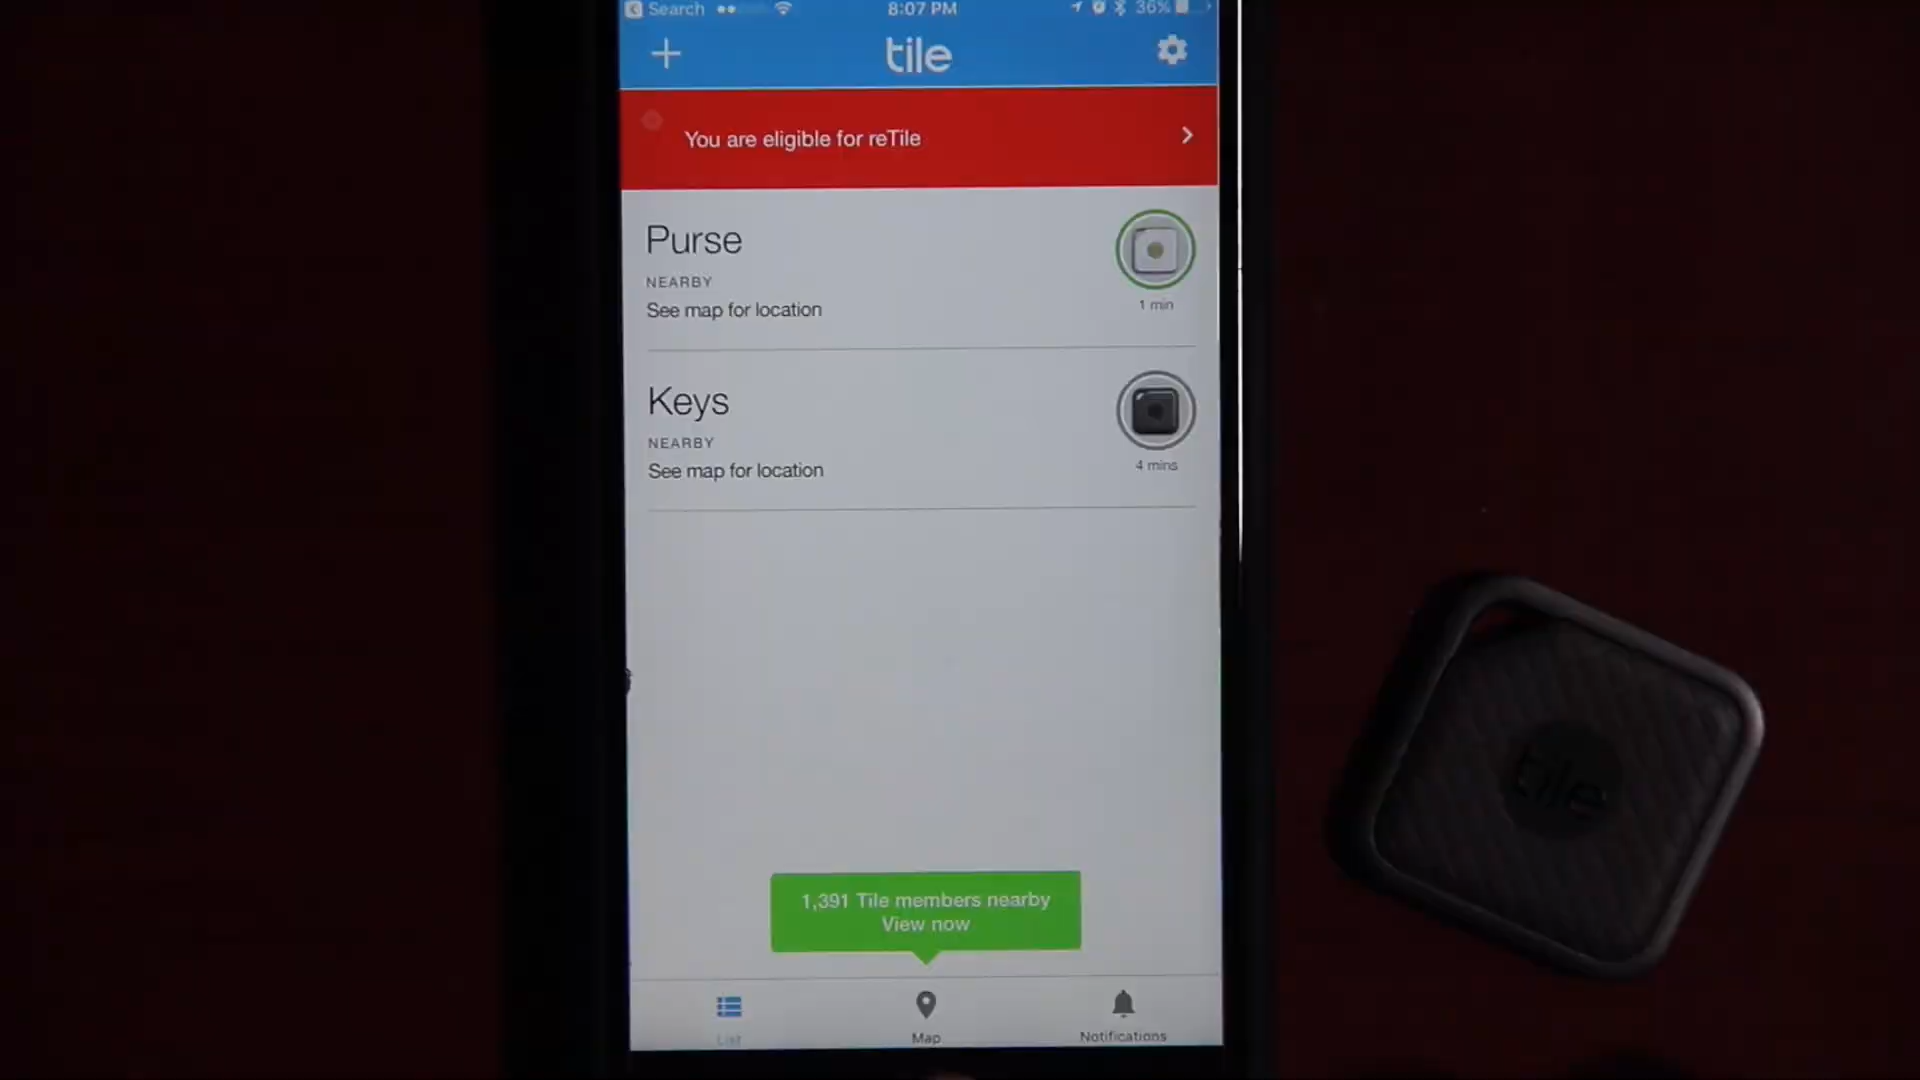 Search 8:07 PM 36%
tile
You are eligible for reTile
Purse
NEARBY
See map for location
1 min
Keys
NEARBY
See map for location
4 mins
tile
1,391 Tile members nearby
View now
List
Map
Notifications